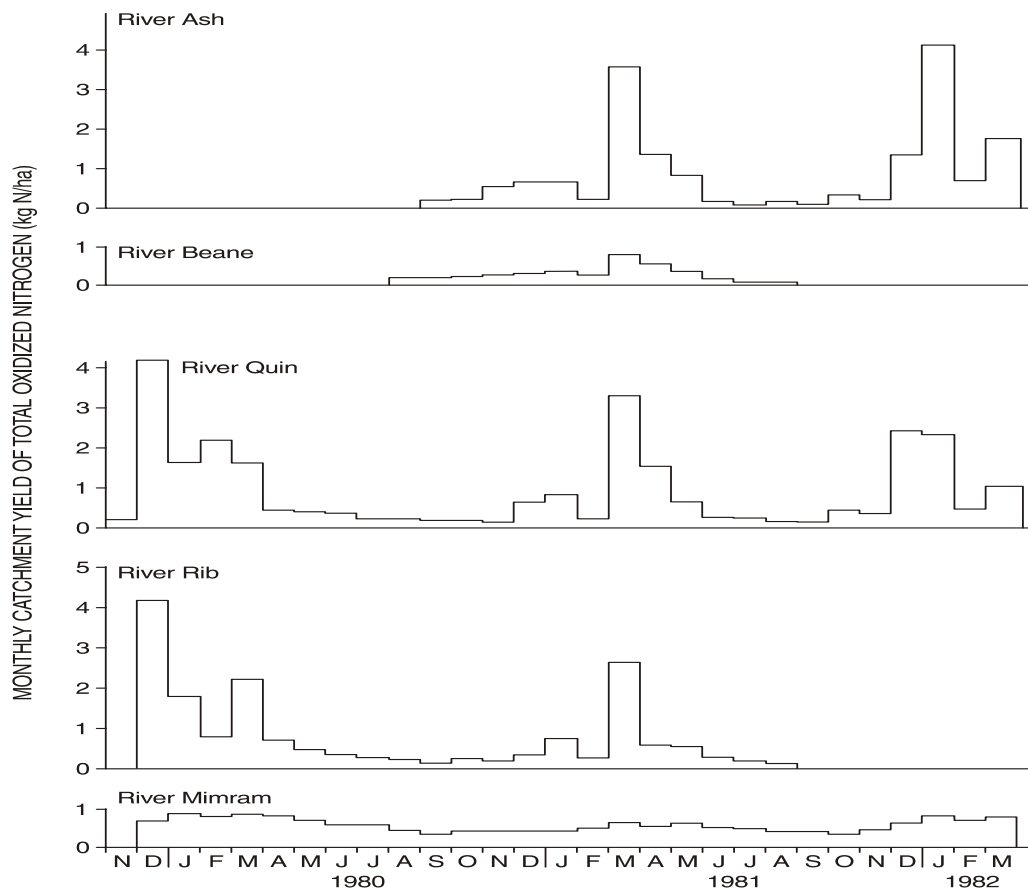 MONTHLY CATCHMENT YIELD OF TOTAL OXIDIZED NITROGEN (kg N/ha)
River Ash
4
3
2
1
0
River Beane
1
0
River Quin
4
3
2
1
0
River Rib
5
4
3
2
1
0
River Mimram
1
0
N D J F M A M J J A S O N D J F M A M J J A S O N D J F M
1980 1981 1982